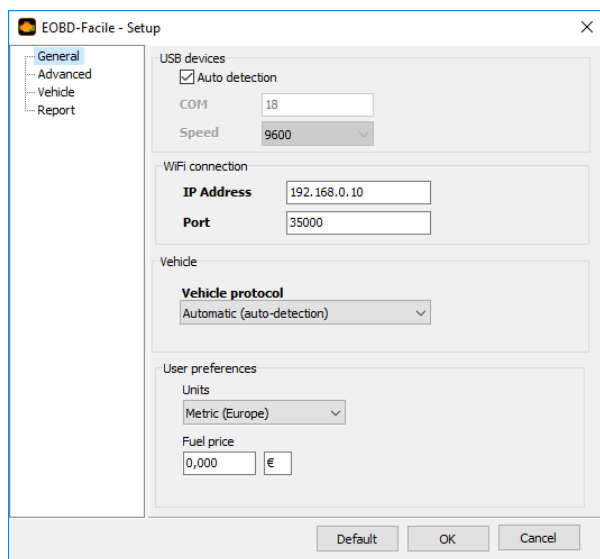 EOBD-Facile - Setup
General
Advanced
Vehicle
Report
USB devices
Auto detection
COM
18
Speed
9600
WiFi connection
IP Address
192.168.0.10
Port
35000
Vehicle
Vehicle protocol
Automatic (auto-detection)
User preferences
Units
Metric (Europe)
Fuel price
0,000
€
Default
OK
Cancel